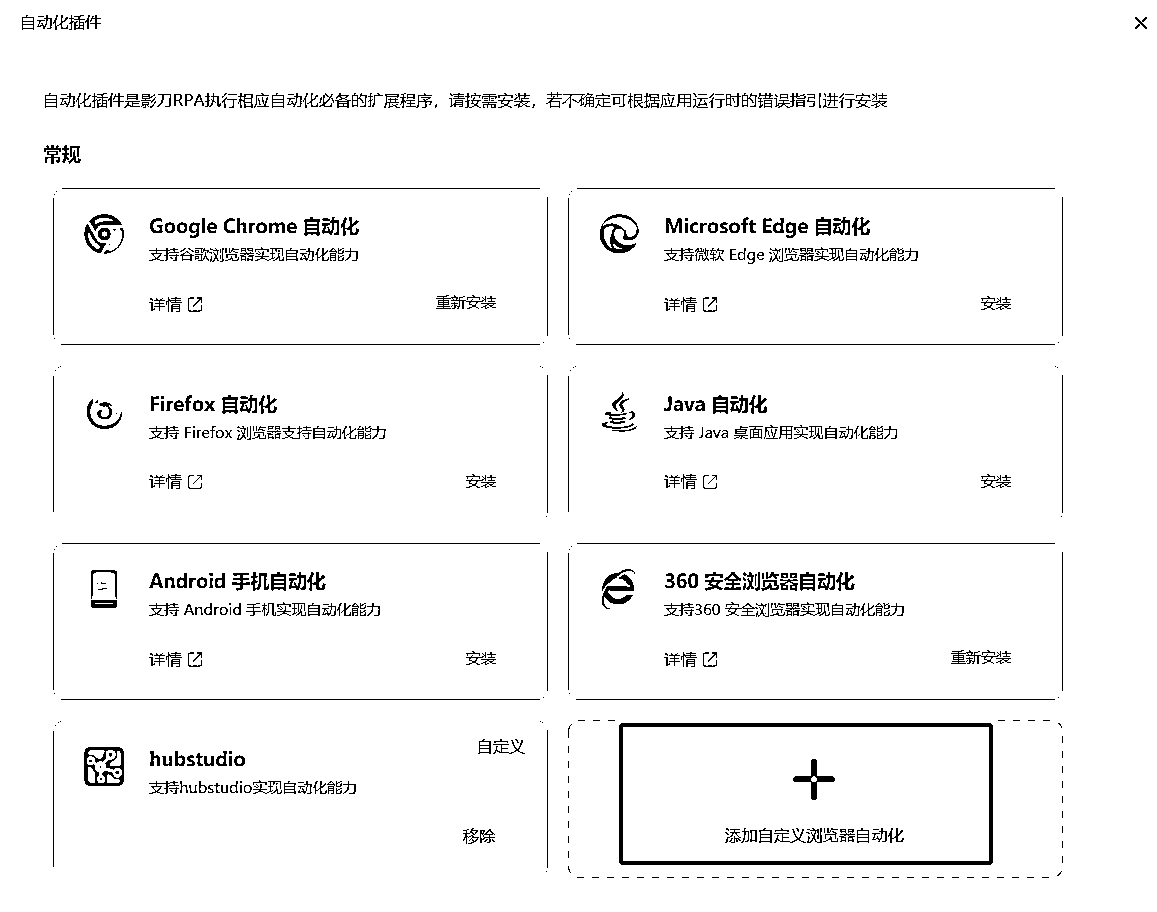 自动化插件
自动化插件是影刀RPA执行相应自动化必备的扩展程序，请按需安装，若不确定可根据应用运行时的错误指引进行安装
常规
Google Chrome 自动化
支持谷歌浏览器实现自动化能力
详情
重新安装
Microsoft Edge 自动化
支持微软 Edge 浏览器实现自动化能力
详情
安装
Firefox 自动化
支持 Firefox 浏览器支持自动化能力
详情
安装
Java 自动化
支持 Java 桌面应用实现自动化能力
详情
安装
Android 手机自动化
支持 Android 手机实现自动化能力
详情
安装
360 安全浏览器自动化
支持360 安全浏览器实现自动化能力
详情
重新安装
hubstudio
自定义
支持hubstudio实现自动化能力
移除
添加自定义浏览器自动化